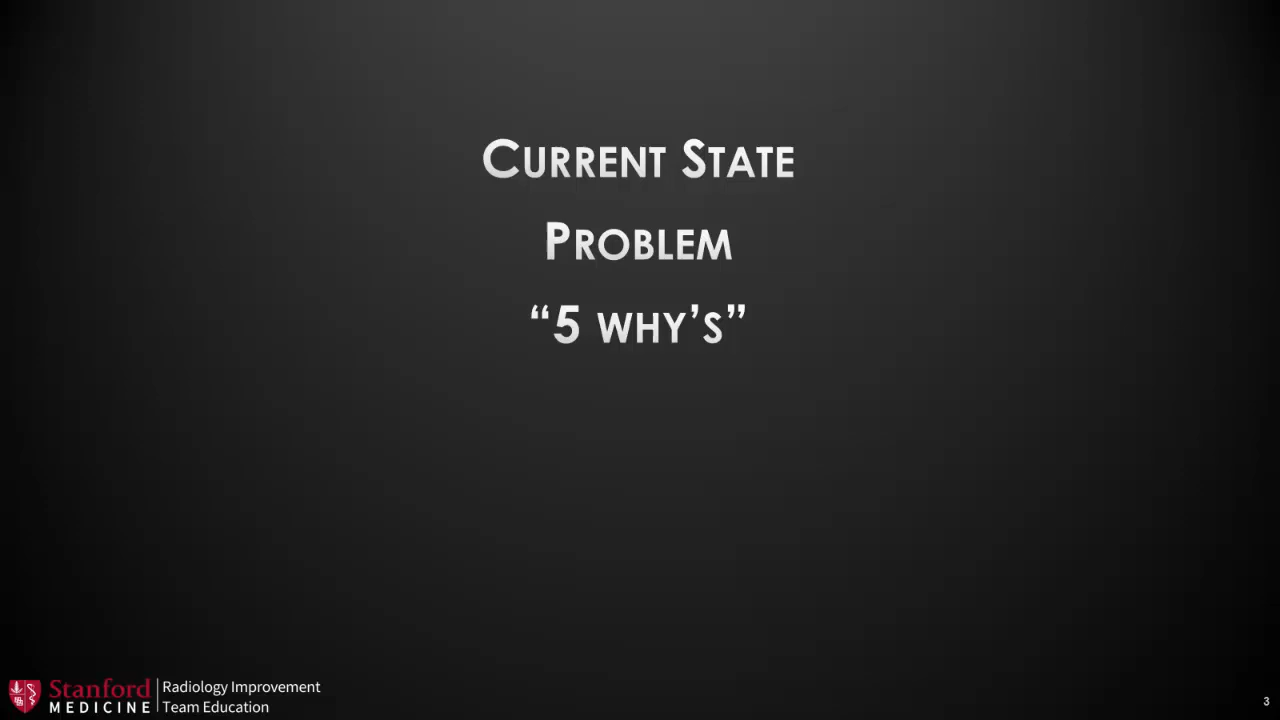 CURRENT STATE
PROBLEM
“5 WHY’S”
Stanford
MEDICINE
Radiology Improvement
Team Education
3